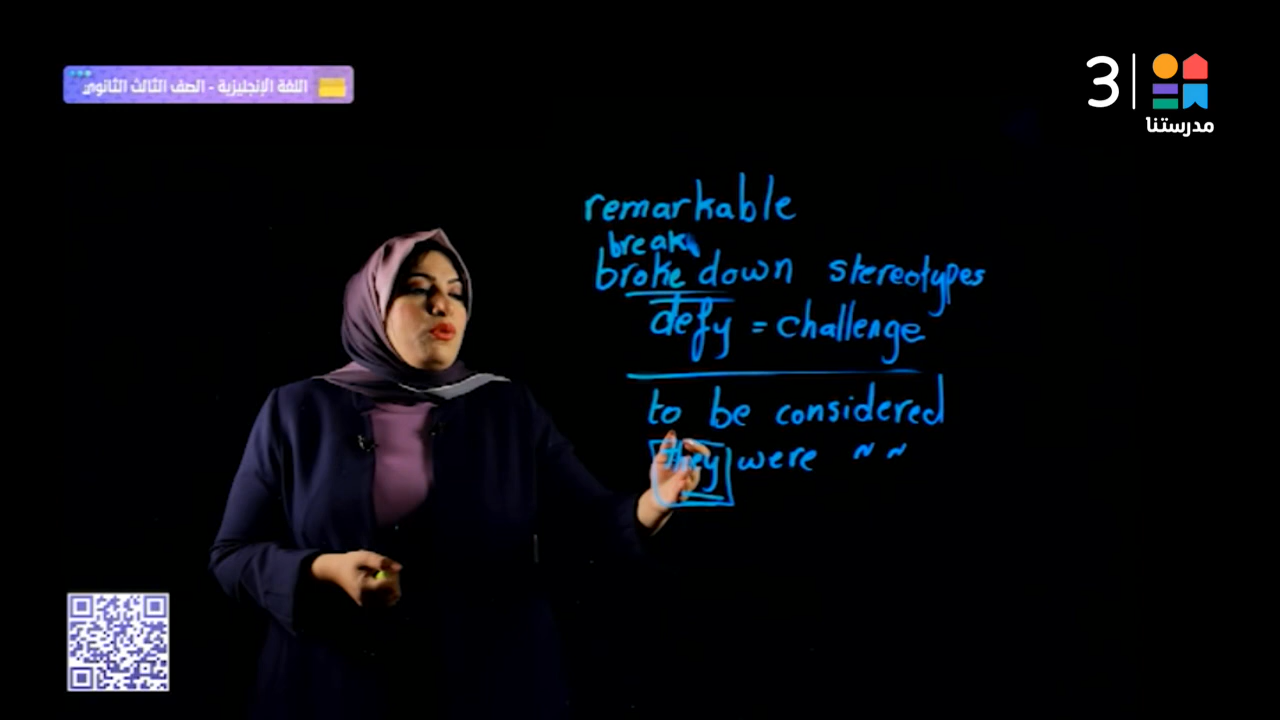 اللغة الإنجليزية - الصف الثالث الثانوي
3
مدرستنا
remarkable
break
broke down stereotypes
defy = challenge
to be considered
they were ~ ~